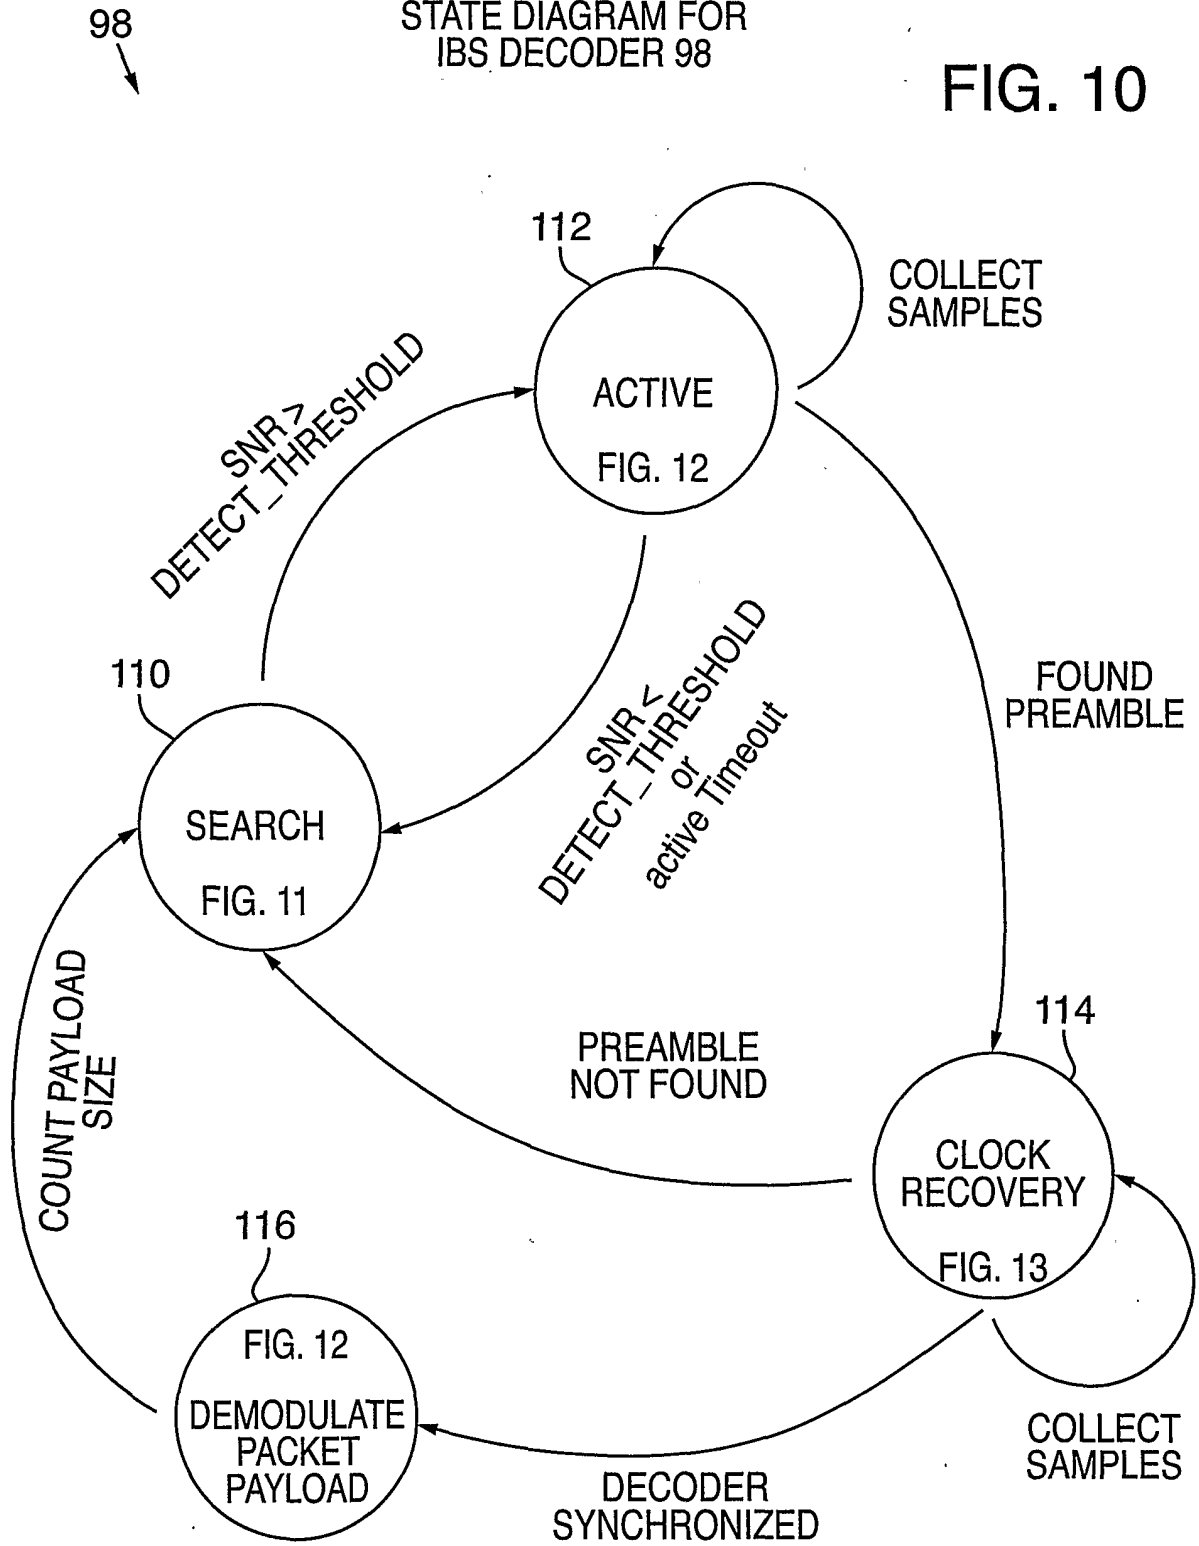 98
STATE DIAGRAM FOR
IBS DECODER 98
FIG. 10
112
COLLECT
SAMPLES
ACTIVE
FIG. 12
SNR >
DETECT_THRESHOLD
SNR <
DETECT_THRESHOLD
or
active Timeout
FOUND
PREAMBLE
110
SEARCH
FIG. 11
PREAMBLE
NOT FOUND
114
CLOCK
RECOVERY
FIG. 13
COUNT PAYLOAD
SIZE
116
FIG. 12
DEMODULATE
PACKET
PAYLOAD
DECODER
SYNCHRONIZED
COLLECT
SAMPLES